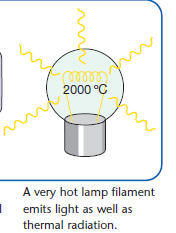 2000 °C
A very hot lamp filament
emits light as well as
thermal radiation.